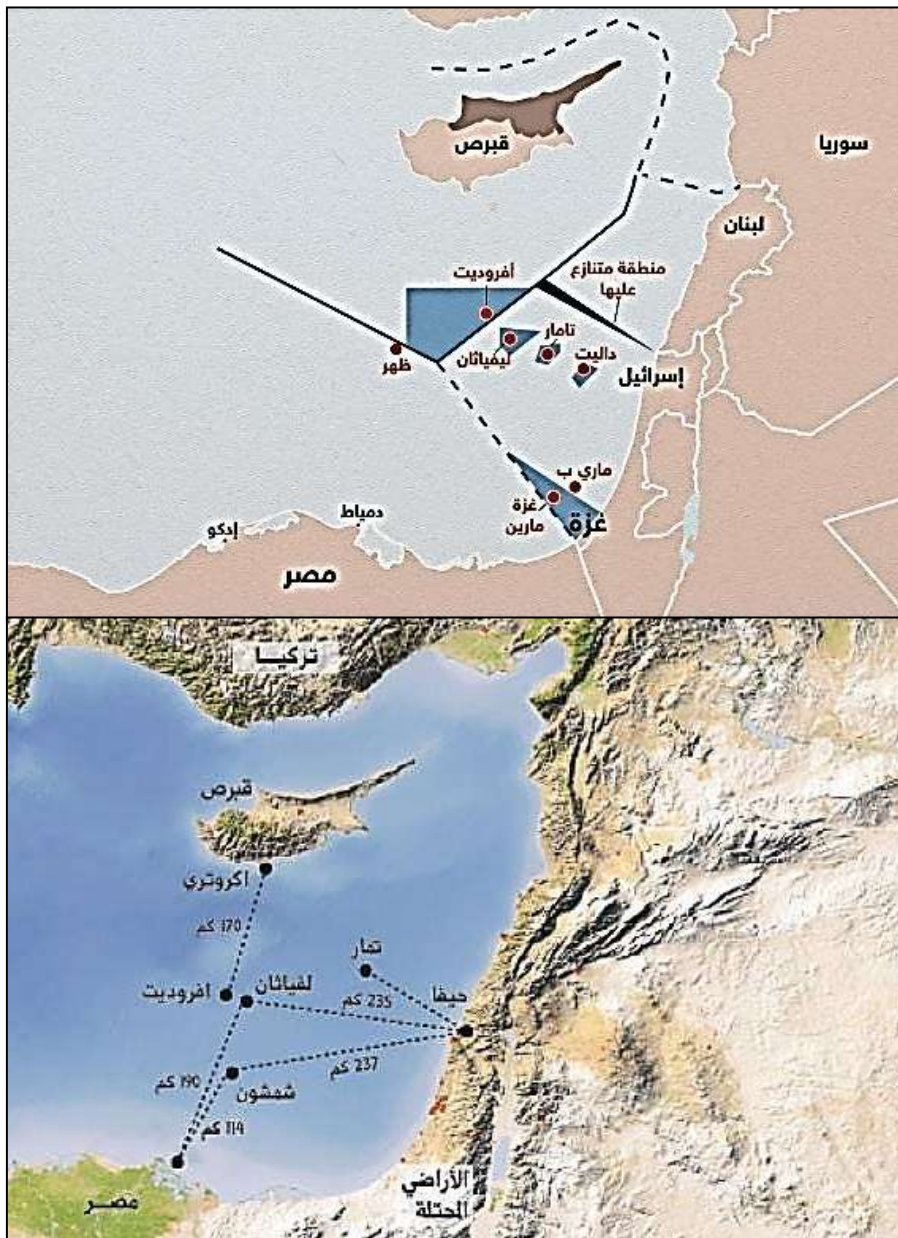 قبرص
سوريا
لبنان
أفروديت
منطقة متنازع
عليها
تامار
ليفياثان
داليت
ظهر
إسرائيل
ماري ب
غزة
مارين
غزة
دمياط
إدكو
مصر
تركيا
قبرص
اكروتري
170 كم
تمار
لفياثان
افروديت
حيفا
235 كم
237 كم
شمشون
190 كم
114 كم
الأراضي
المحتلة
مصر